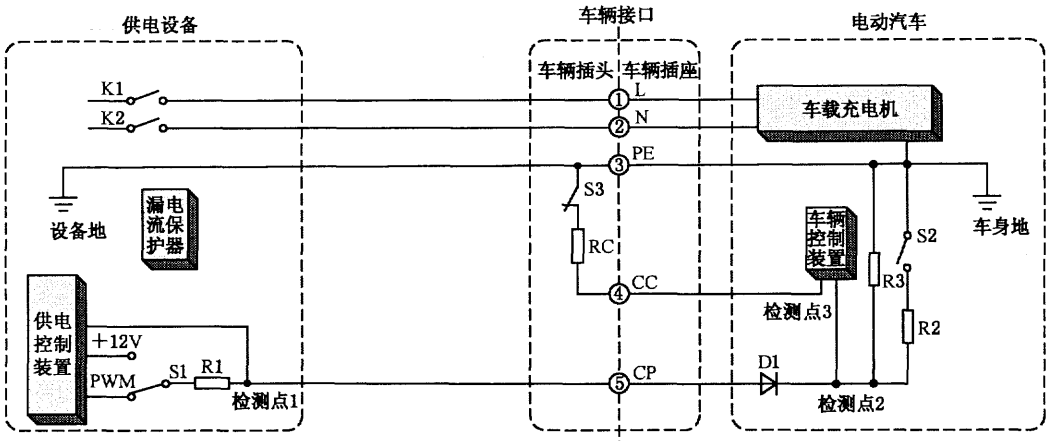 供电设备
车辆接口
电动汽车
车辆插头
车辆插座
K1
K2
① L
② N
③ PE
车载充电机
设备地
漏电
流保
护器
S3
RC
④ CC
车辆
控制
装置
检测点3
S2
R3
R2
车身地
供电
控制
装置
+12V
PWM
S1
R1
检测点1
⑤ CP
D1
检测点2